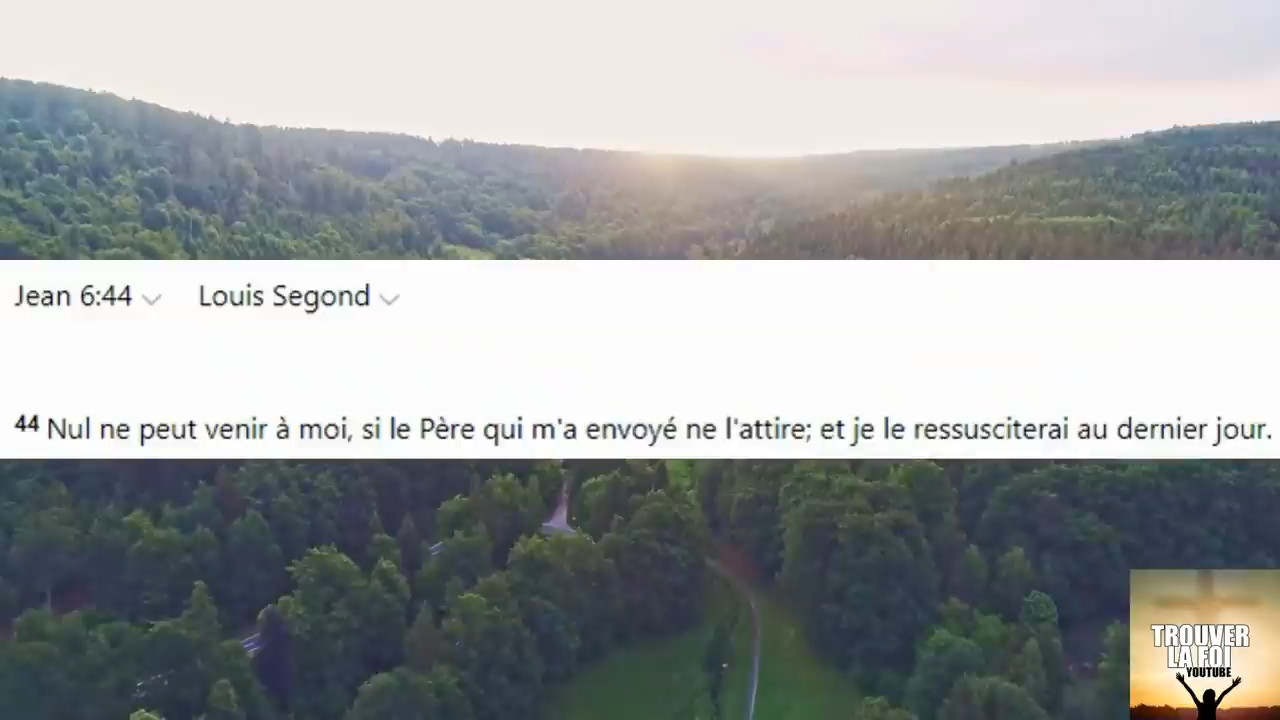 Jean 6:44 Louis Segond
44 Nul ne peut venir à moi, si le Père qui m'a envoyé ne l'attire; et je le ressusciterai au dernier jour.
TROUVER
LA FOI
YOUTUBE